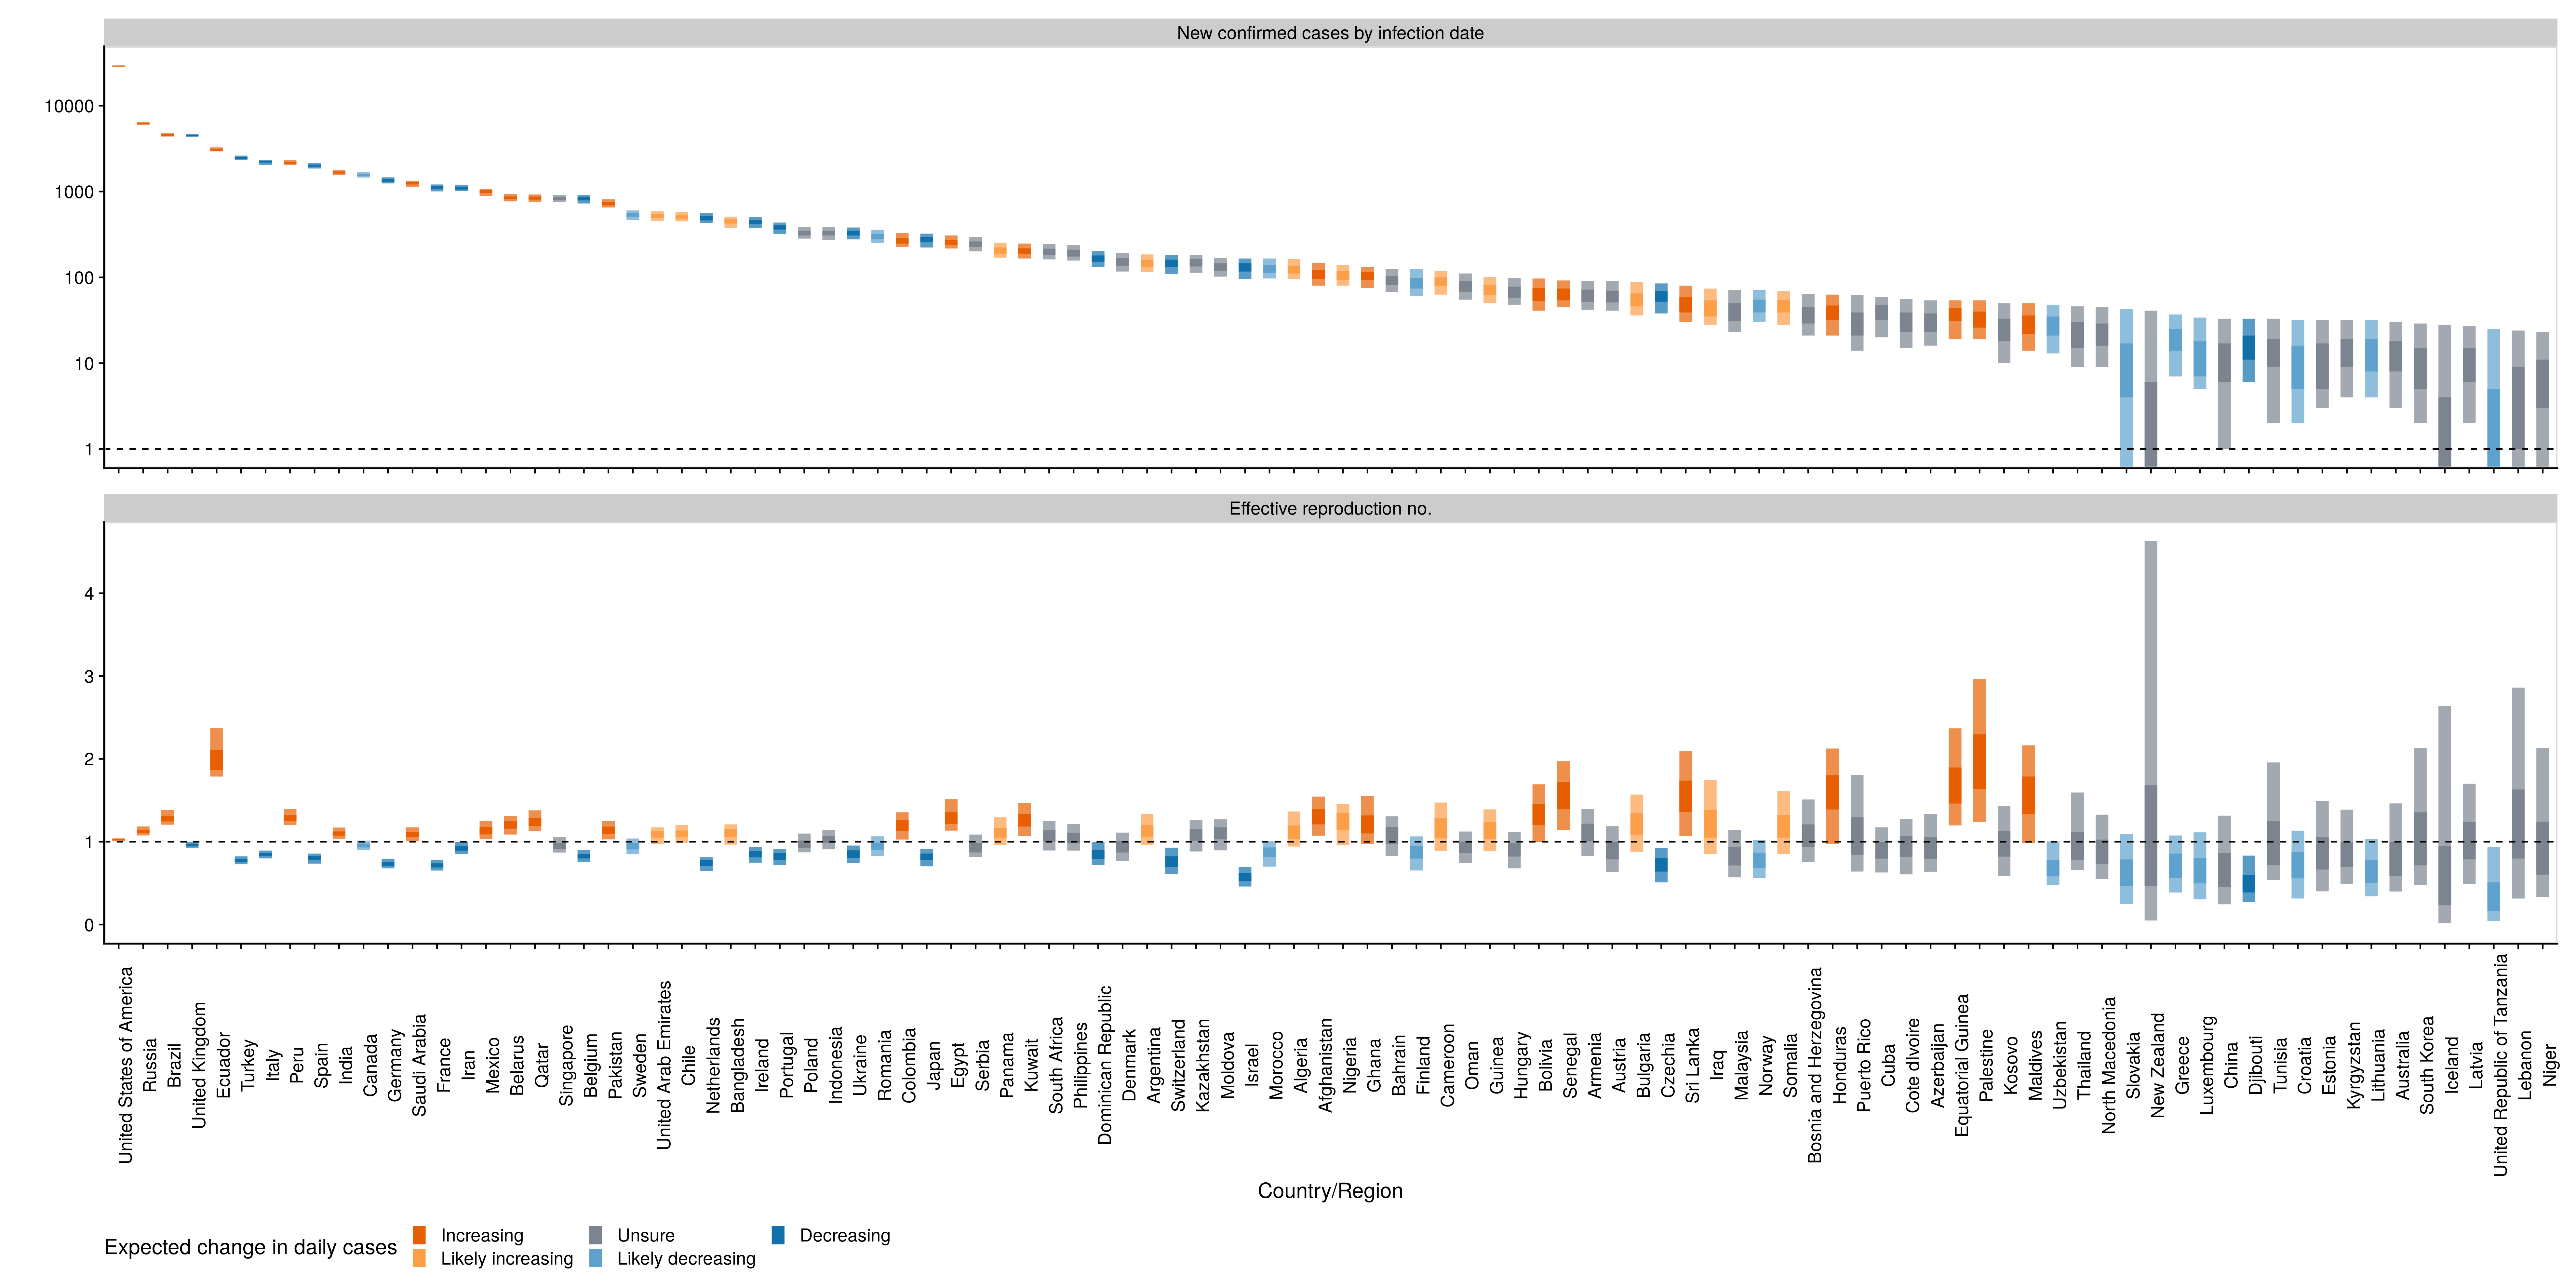 New confirmed cases by infection date
10000
1000
100
10
1
Effective reproduction no.
4
3
2
1
0
United States of America
Russia
Brazil
United Kingdom
Ecuador
Turkey
Italy
Peru
Spain
India
Canada
Germany
Saudi Arabia
France
Iran
Mexico
Belarus
Qatar
Singapore
Belgium
Pakistan
Sweden
United Arab Emirates
Chile
Netherlands
Bangladesh
Ireland
Portugal
Poland
Indonesia
Ukraine
Romania
Colombia
Japan
Egypt
Serbia
Panama
Kuwait
South Africa
Philippines
Dominican Republic
Denmark
Argentina
Switzerland
Kazakhstan
Moldova
Israel
Morocco
Algeria
Afghanistan
Nigeria
Ghana
Bahrain
Finland
Cameroon
Oman
Guinea
Hungary
Bolivia
Senegal
Armenia
Austria
Bulgaria
Czechia
Sri Lanka
Iraq
Malaysia
Norway
Somalia
Bosnia and Herzegovina
Honduras
Puerto Rico
Cuba
Cote dIvoire
Azerbaijan
Equatorial Guinea
Palestine
Kosovo
Maldives
Uzbekistan
Thailand
North Macedonia
Slovakia
New Zealand
Greece
Luxembourg
China
Djibouti
Tunisia
Croatia
Estonia
Kyrgyzstan
Lithuania
Australia
South Korea
Iceland
Latvia
United Republic of Tanzania
Lebanon
Niger
Country/Region
Expected change in daily cases
Increasing
Likely increasing
Unsure
Likely decreasing
Decreasing